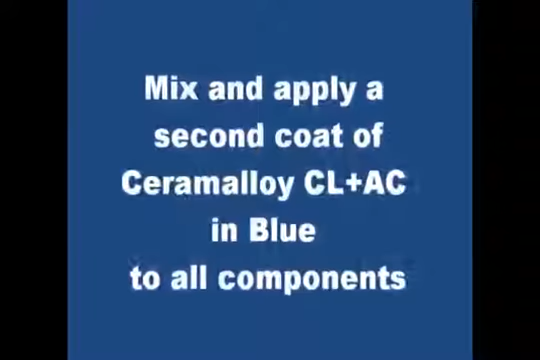 Mix and apply a
second coat of
Ceramalloy CL+AC
in Blue
to all components